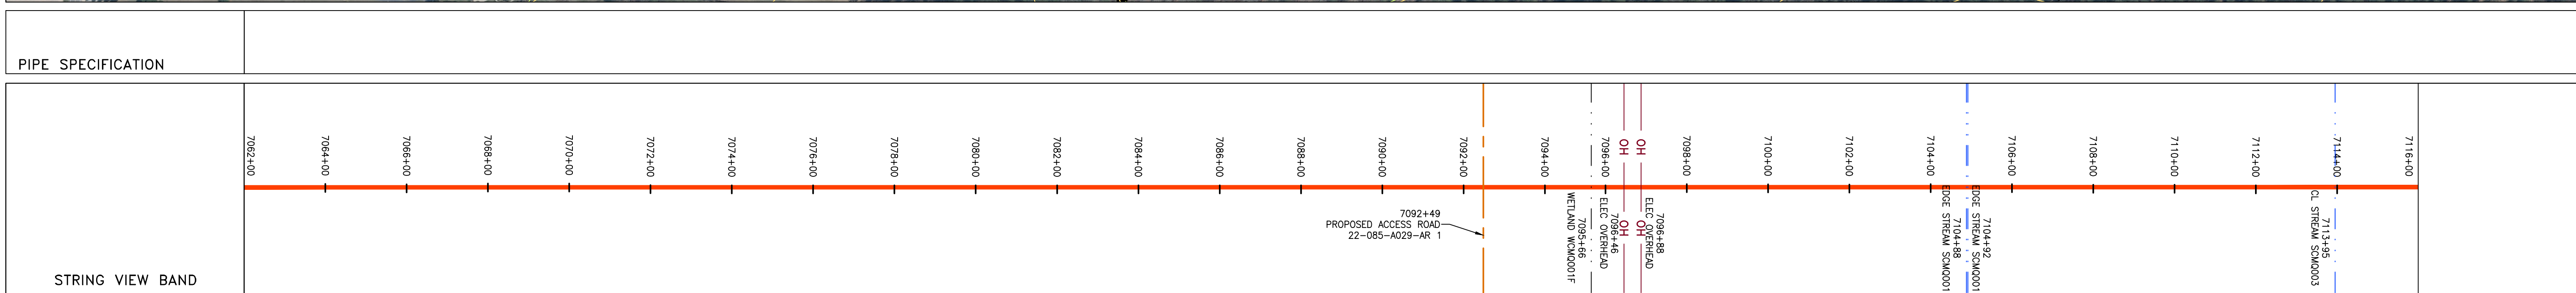 PIPE SPECIFICATION
STRING VIEW BAND
7062+00
7064+00
7066+00
7068+00
7070+00
7072+00
7074+00
7076+00
7078+00
7080+00
7082+00
7084+00
7086+00
7088+00
7090+00
7092+00
7094+00
7096+00
7098+00
7100+00
7102+00
7104+00
7106+00
7108+00
7110+00
7112+00
7114+00
7116+00
OH
OH
OH
OH
7092+49
PROPOSED ACCESS ROAD
22-085-A029-AR 1
7095+66
WETLAND WCMQ001F
7096+46
ELEC OVERHEAD
7096+88
ELEC OVERHEAD
7104+88
EDGE STREAM SCMQ001
7104+92
EDGE STREAM SCMQ001
7113+95
CL STREAM SCMQ003